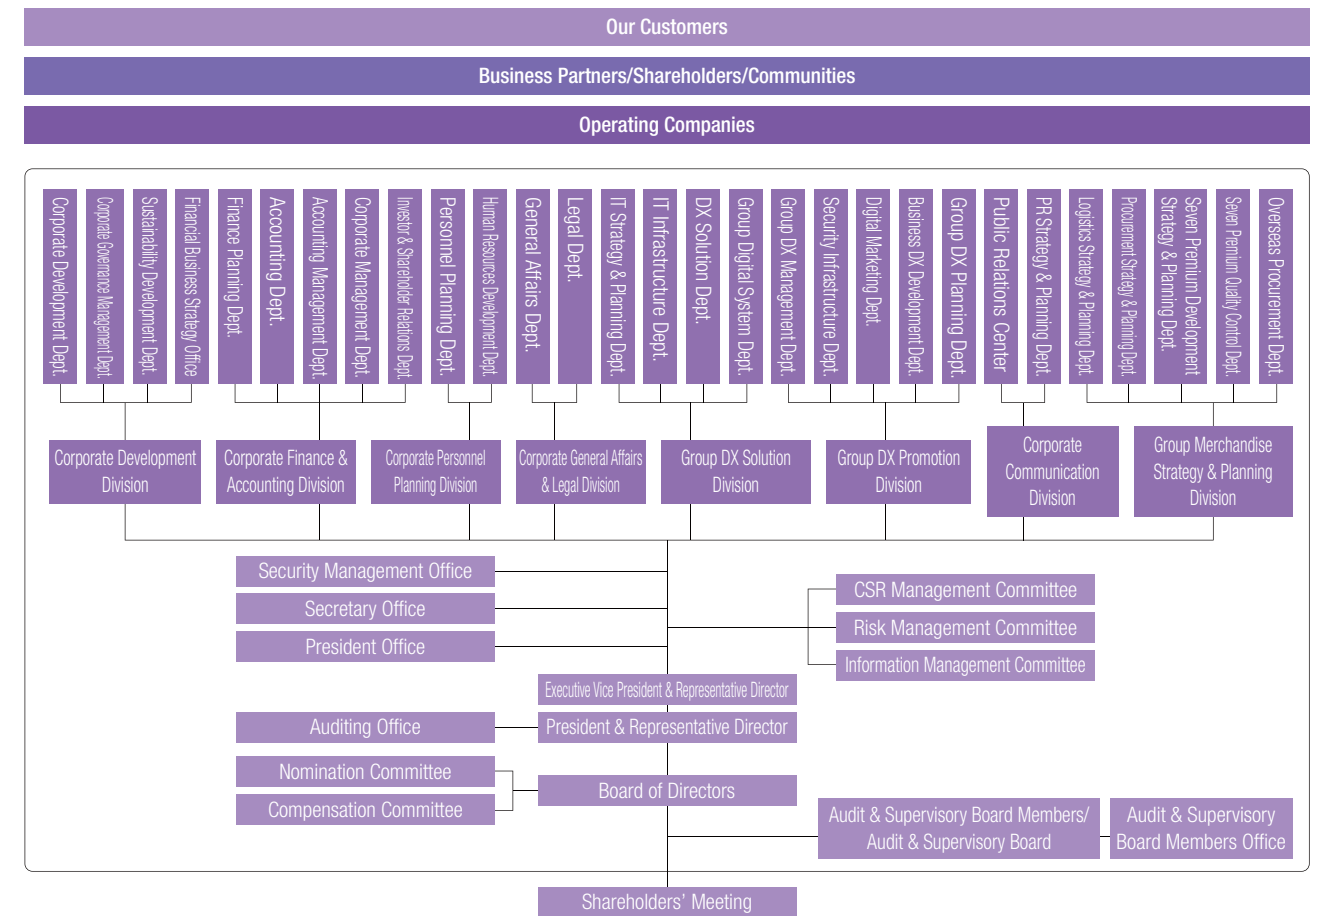 Our Customers
Business Partners/Shareholders/Communities
Operating Companies
Corporate Development Dept.
Corporate Governance Management Dept.
Sustainability Development Dept.
Financial Business Strategy Office
Finance Planning Dept.
Accounting Dept.
Accounting Management Dept.
Corporate Management Dept.
Investor & Shareholder Relations Dept.
Personnel Planning Dept.
Human Resources Development Dept.
General Affairs Dept.
Legal Dept.
IT Strategy & Planning Dept.
IT Infrastructure Dept.
DX Solution Dept.
Group Digital System Dept.
Group DX Management Dept.
Security Infrastructure Dept.
Digital Marketing Dept.
Business DX Development Dept.
Group DX Planning Dept.
Public Relations Center
PR Strategy & Planning Dept.
Logistics Strategy & Planning Dept.
Procurement Strategy & Planning Dept.
Seven Premium Development
Strategy & Planning Dept.
Seven Premium Quality Control Dept.
Overseas Procurement Dept.
Corporate Development
Division
Corporate Finance &
Accounting Division
Corporate Personnel
Planning Division
Corporate General Affairs
& Legal Division
Group DX Solution
Division
Group DX Promotion
Division
Corporate
Communication
Division
Group Merchandise
Strategy & Planning
Division
Security Management Office
Secretary Office
President Office
CSR Management Committee
Risk Management Committee
Information Management Committee
Executive Vice President & Representative Director
Auditing Office
President & Representative Director
Nomination Committee
Compensation Committee
Board of Directors
Audit & Supervisory Board Members/
Audit & Supervisory Board
Audit & Supervisory
Board Members Office
Shareholders’ Meeting